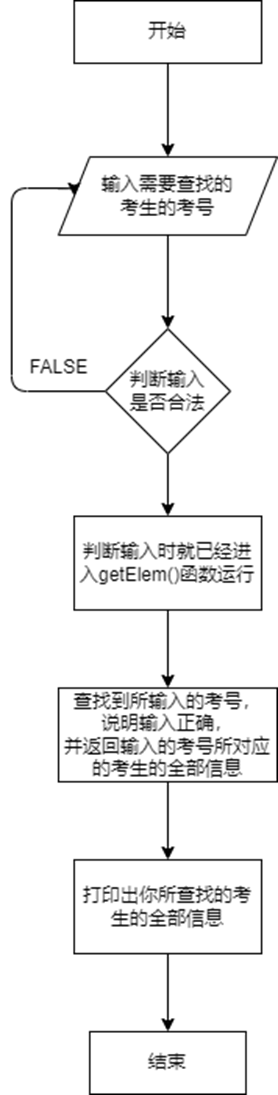 开始
输入需要查找的
考生的考号
FALSE
判断输入
是否合法
判断输入时就已经进
入getElem()函数运行
查找到所输入的考号，
说明输入正确，
并返回输入的考号所对应
的考生的全部信息
打印出你所查找的考
生的全部信息
结束